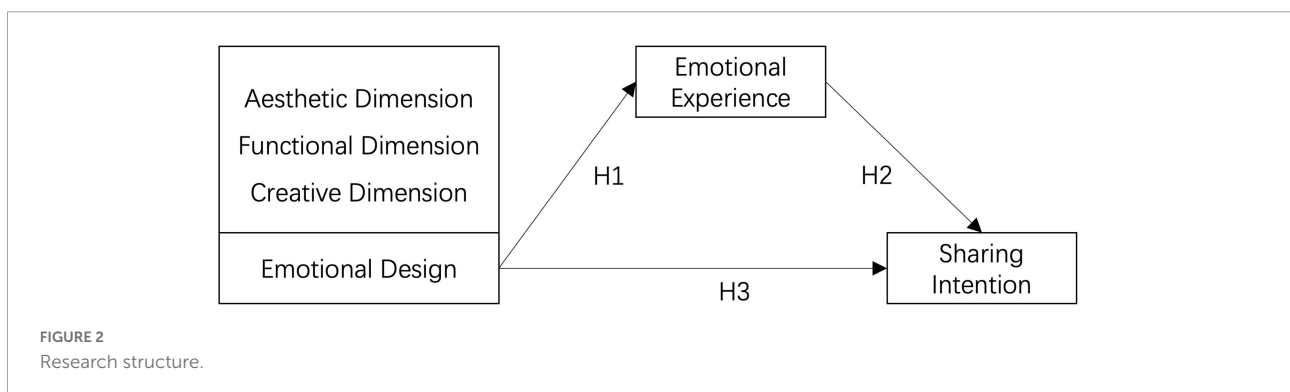 Aesthetic Dimension
Functional Dimension
Creative Dimension
Emotional Design
Emotional
Experience
H1
H2
H3
Sharing
Intention
FIGURE 2
Research structure.